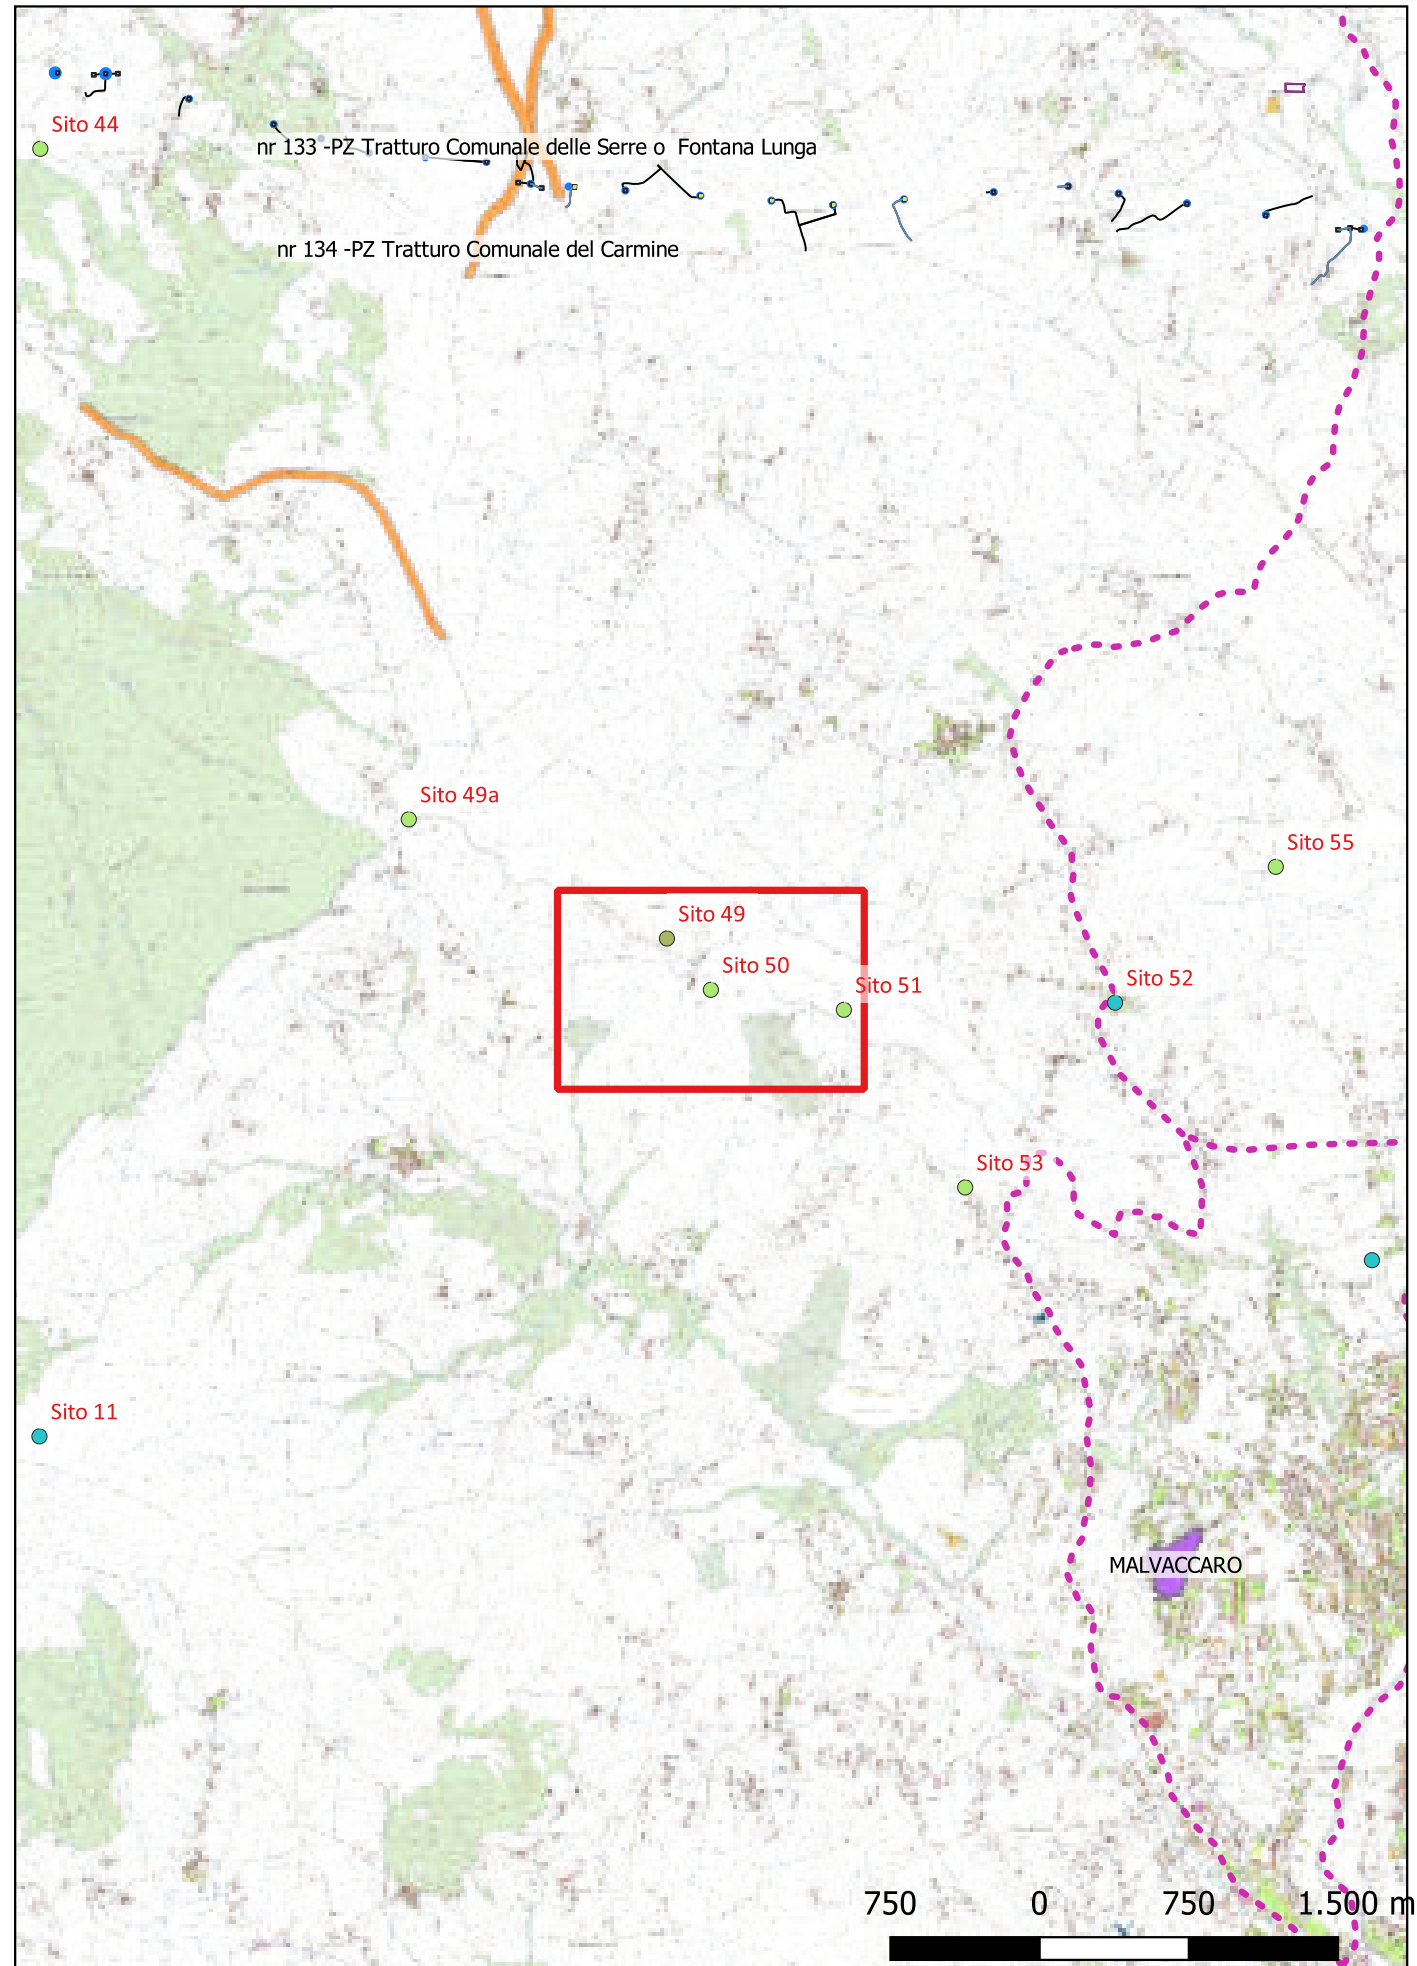 Sito 44
nr 133 -PZ Tratturo Comunale delle Serre o  Fontana Lunga
nr 134 -PZ Tratturo Comunale del Carmine
Sito 49a
Sito 55
Sito 49
Sito 50
Sito 51
Sito 52
Sito 53
Sito 11
MALVACCARO
750 0 750 1.500 m